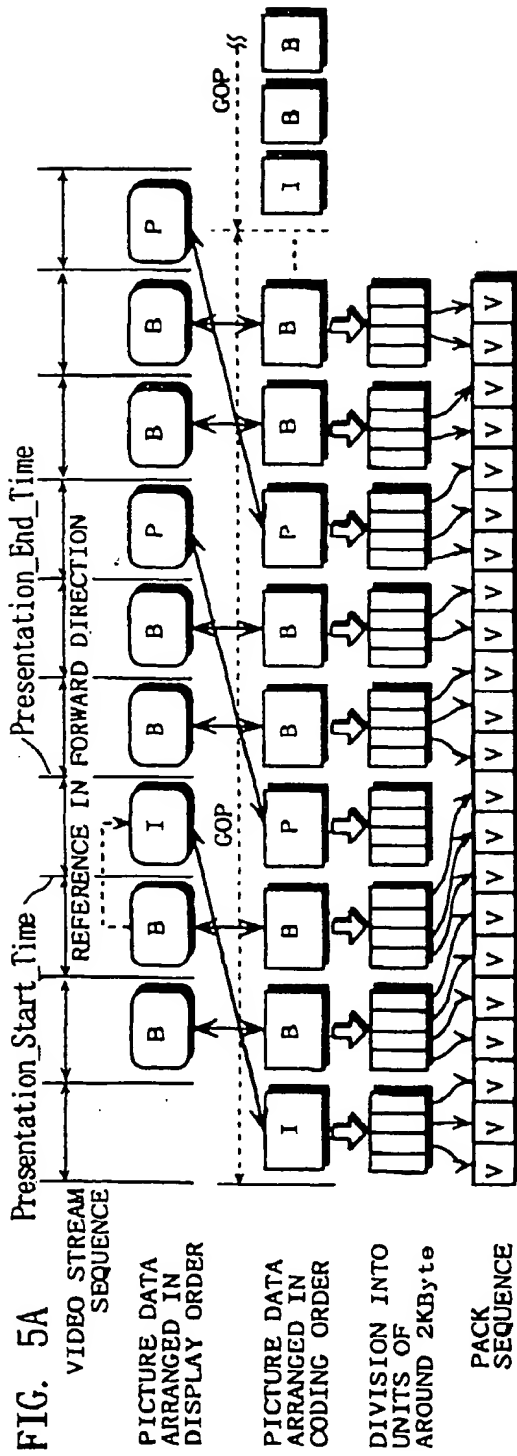 FIG. 5A
Presentation_Start_Time
Presentation_End_Time
VIDEO STREAM
SEQUENCE
REFERENCE IN FORWARD DIRECTION
PICTURE DATA
ARRANGED IN
DISPLAY ORDER
B B I B B P B B P
GOP GOP
PICTURE DATA
ARRANGED IN
CODING ORDER
I B B P B B P B B ... I B B
DIVISION INTO
UNITS OF
AROUND 2KByte
PACK
SEQUENCE
V V V V V V V V V V V V V V V V V V V V V V